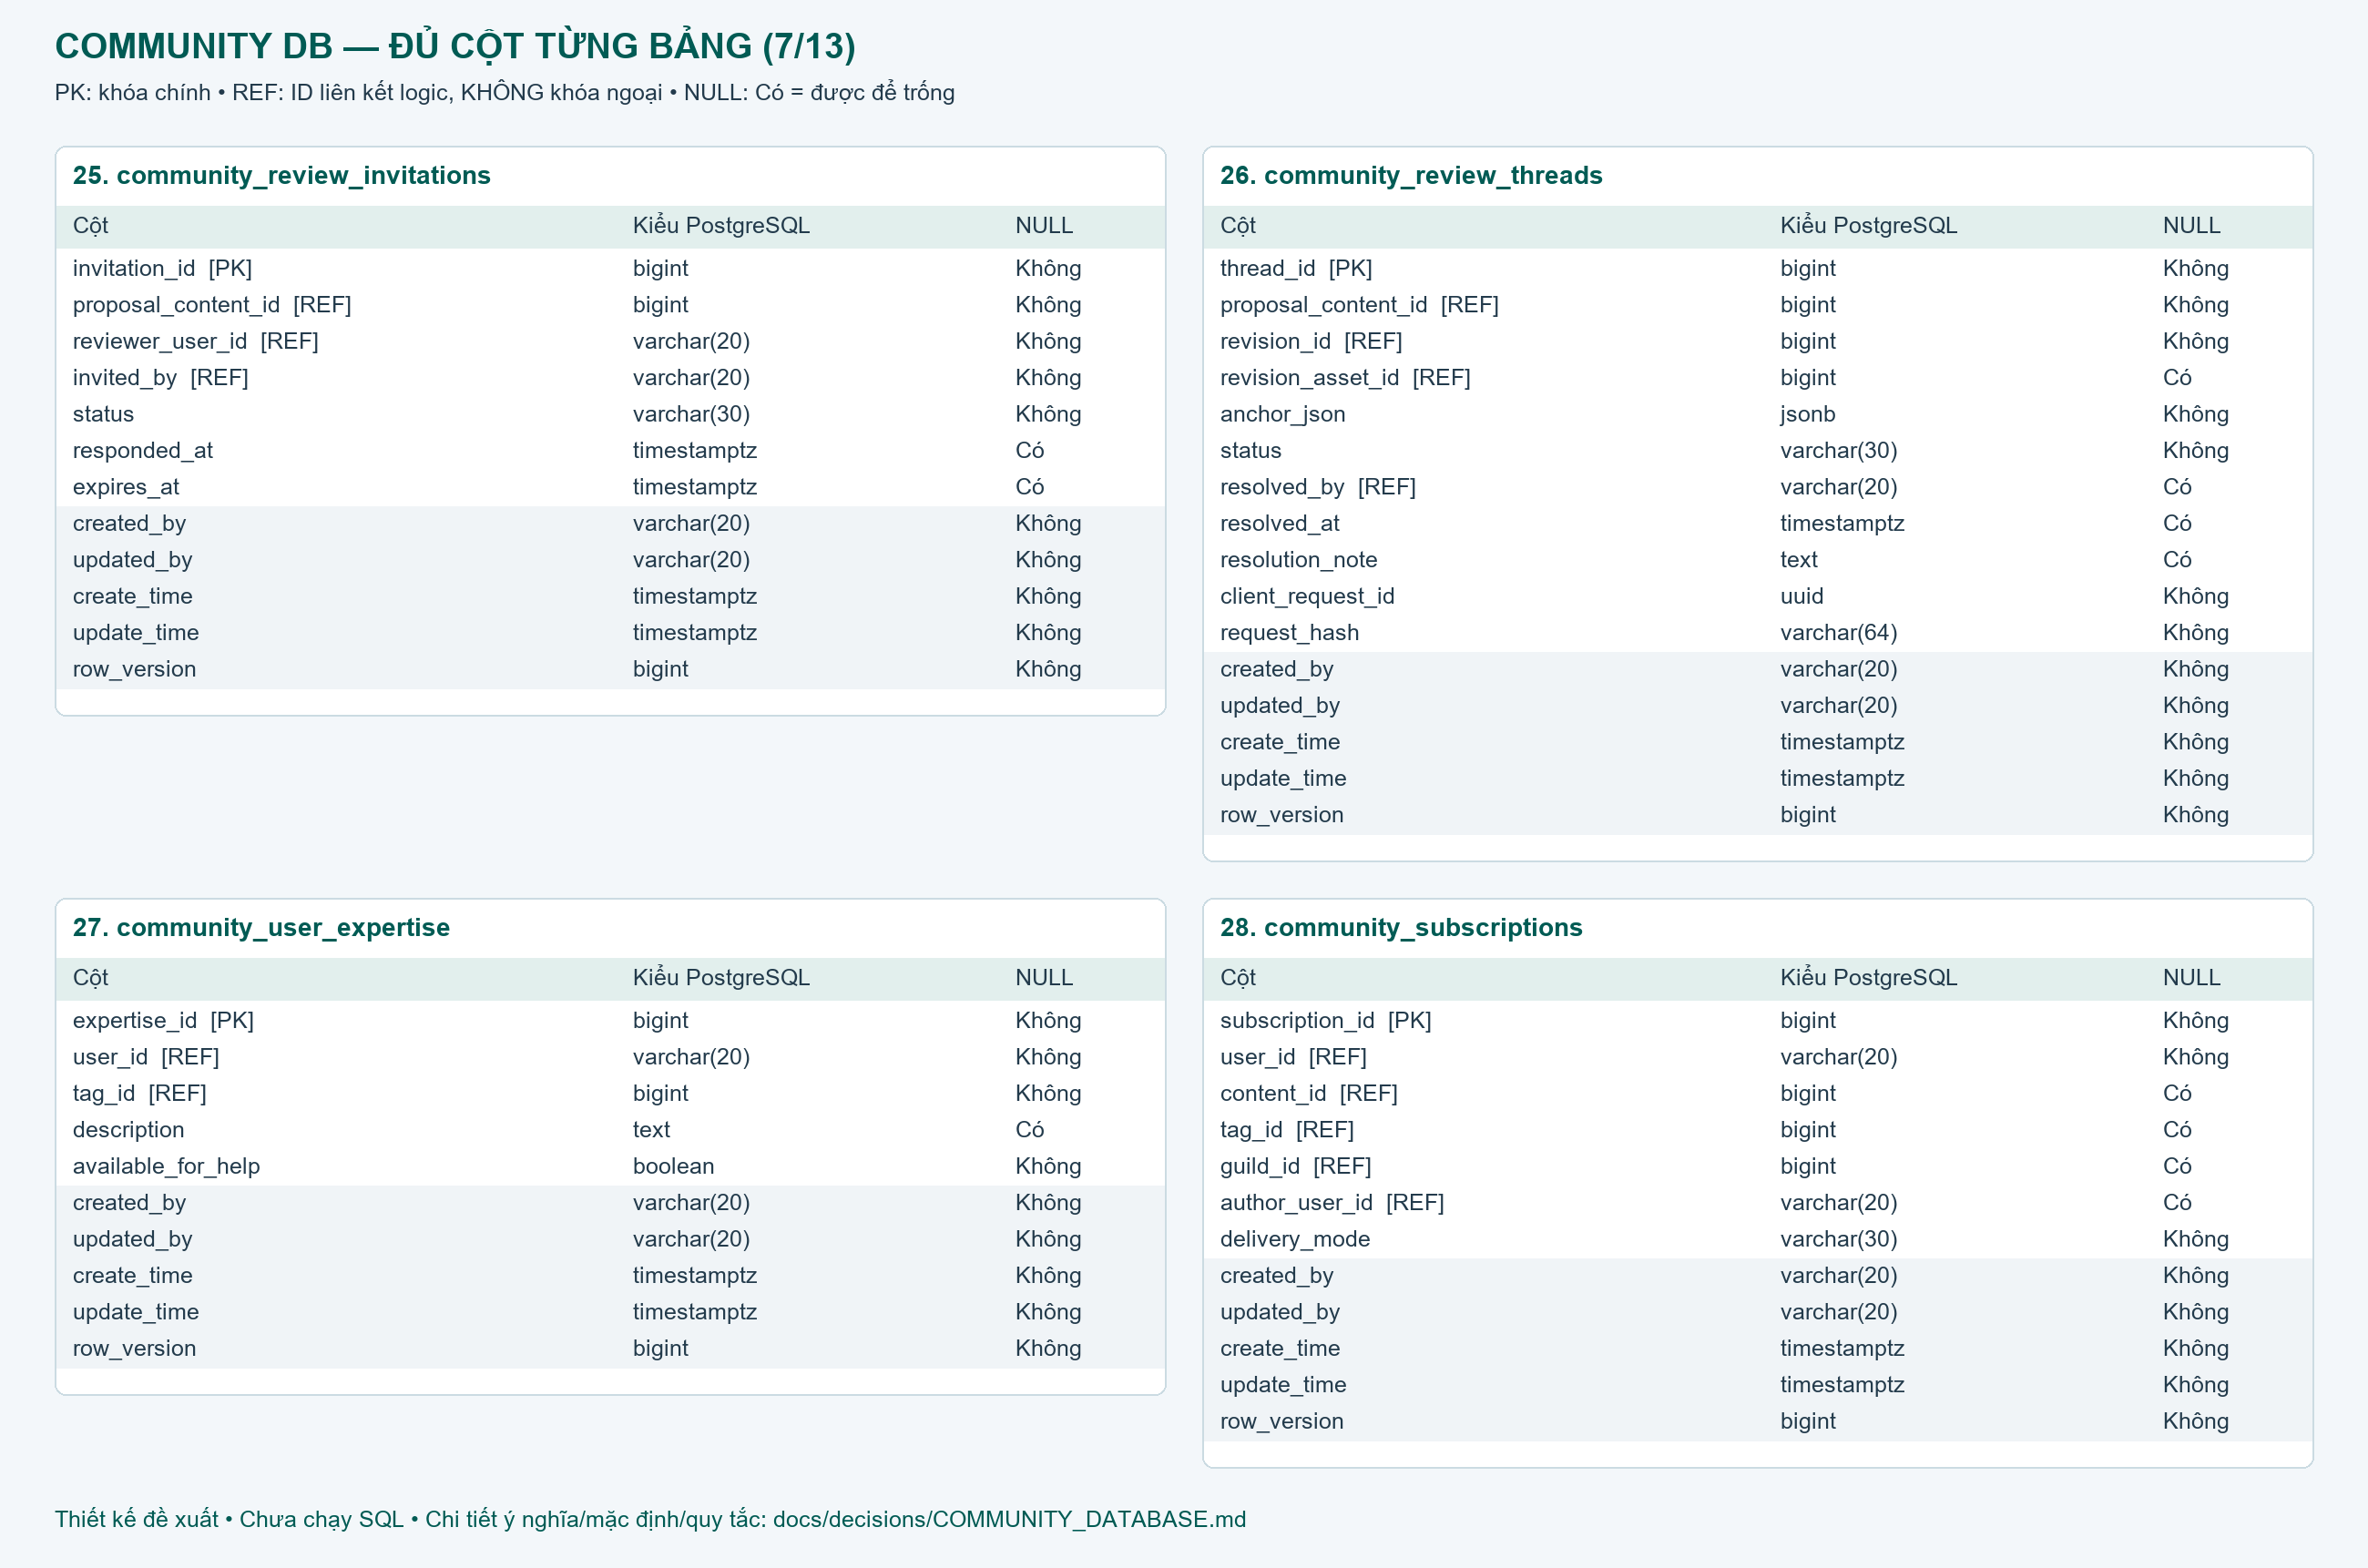 COMMUNITY DB — ĐỦ CỘT TỪNG BẢNG (7/13)
PK: khóa chính • REF: ID liên kết logic, KHÔNG khóa ngoại • NULL: Có = được để trống
25. community_review_invitations
Cột Kiểu PostgreSQL NULL
invitation_id [PK] bigint Không
proposal_content_id [REF] bigint Không
reviewer_user_id [REF] varchar(20) Không
invited_by [REF] varchar(20) Không
status varchar(30) Không
responded_at timestamptz Có
expires_at timestamptz Có
created_by varchar(20) Không
updated_by varchar(20) Không
create_time timestamptz Không
update_time timestamptz Không
row_version bigint Không
26. community_review_threads
Cột Kiểu PostgreSQL NULL
thread_id [PK] bigint Không
proposal_content_id [REF] bigint Không
revision_id [REF] bigint Không
revision_asset_id [REF] bigint Có
anchor_json jsonb Không
status varchar(30) Không
resolved_by [REF] varchar(20) Có
resolved_at timestamptz Có
resolution_note text Có
client_request_id uuid Không
request_hash varchar(64) Không
created_by varchar(20) Không
updated_by varchar(20) Không
create_time timestamptz Không
update_time timestamptz Không
row_version bigint Không
27. community_user_expertise
Cột Kiểu PostgreSQL NULL
expertise_id [PK] bigint Không
user_id [REF] varchar(20) Không
tag_id [REF] bigint Không
description text Có
available_for_help boolean Không
created_by varchar(20) Không
updated_by varchar(20) Không
create_time timestamptz Không
update_time timestamptz Không
row_version bigint Không
28. community_subscriptions
Cột Kiểu PostgreSQL NULL
subscription_id [PK] bigint Không
user_id [REF] varchar(20) Không
content_id [REF] bigint Có
tag_id [REF] bigint Có
guild_id [REF] bigint Có
author_user_id [REF] varchar(20) Có
delivery_mode varchar(30) Không
created_by varchar(20) Không
updated_by varchar(20) Không
create_time timestamptz Không
update_time timestamptz Không
row_version bigint Không
Thiết kế đề xuất • Chưa chạy SQL • Chi tiết ý nghĩa/mặc định/quy tắc: docs/decisions/COMMUNITY_DATABASE.md